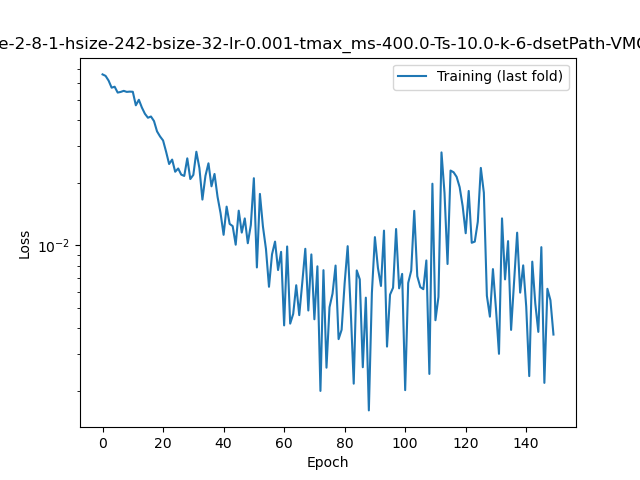 e-2-8-1-hsize-242-bsize-32-lr-0.001-tmax_ms-400.0-Ts-10.0-k-6-dsetPath-VMC
Training (last fold)
Loss
10⁻²
0 20 40 60 80 100 120 140
Epoch